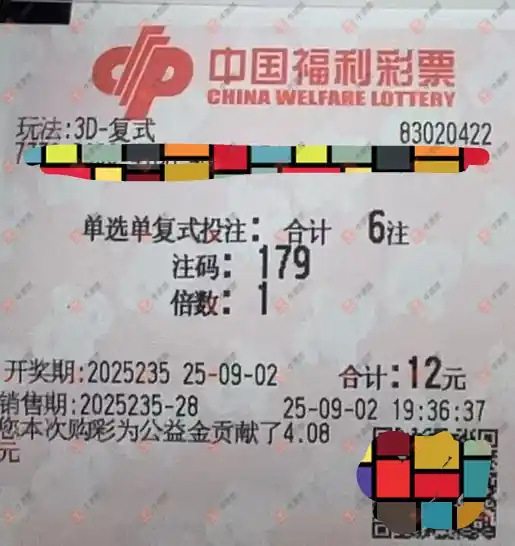 中国福利彩票
CHINA WELFARE LOTTERY
玩法:3D-复式 83020422
单选单复式投注: 合计 6注
注码: 179
倍数: 1
开奖期:2025235 25-09-02 合计:12元
销售期:2025235-28 25-09-02 19:36:37
您本次购彩为公益金贡献了4.08
元